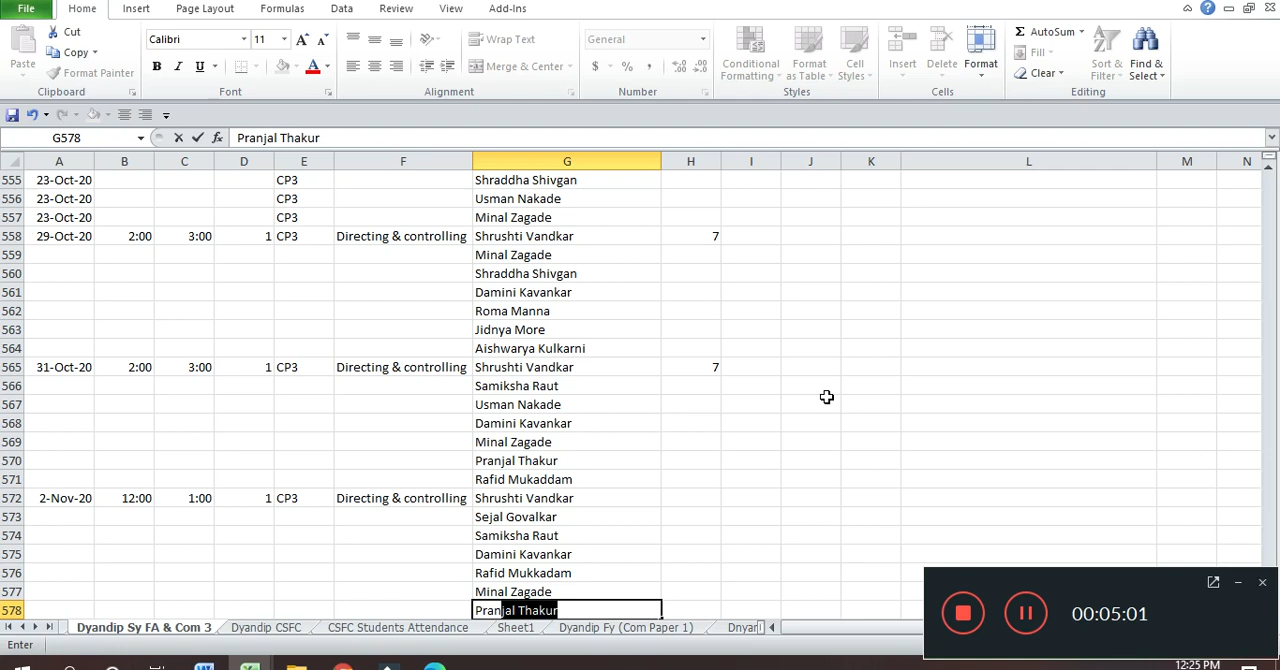 File Home Insert Page Layout Formulas Data Review View Add-Ins
Cut
Copy
Format Painter
Paste
Clipboard
Calibri 11
B I U
Font
Wrap Text
Merge & Center
Alignment
General
$ % ,
Number
Conditional Formatting
Format as Table
Cell Styles
Styles
Insert Delete Format
Cells
Σ AutoSum
Fill
Clear
Sort & Filter
Find & Select
Editing
G578 fx Pranjal Thakur
A B C D E F G H I J K L M N
555 23-Oct-20 CP3 Shraddha Shivgan
556 23-Oct-20 CP3 Usman Nakade
557 23-Oct-20 CP3 Minal Zagade
558 29-Oct-20 2:00 3:00 1 CP3 Directing & controlling Shrushti Vandkar 7
559 Minal Zagade
560 Shraddha Shivgan
561 Damini Kavankar
562 Roma Manna
563 Jidnya More
564 Aishwarya Kulkarni
565 31-Oct-20 2:00 3:00 1 CP3 Directing & controlling Shrushti Vandkar 7
566 Samiksha Raut
567 Usman Nakade
568 Damini Kavankar
569 Minal Zagade
570 Pranjal Thakur
571 Rafid Mukaddam
572 2-Nov-20 12:00 1:00 1 CP3 Directing & controlling Shrushti Vandkar
573 Sejal Govalkar
574 Samiksha Raut
575 Damini Kavankar
576 Rafid Mukkadam
577 Minal Zagade
578 Pranjal Thakur
Dyandip Sy FA & Com 3 Dyandip CSFC CSFC Students Attendance Sheet1 Dyandip Fy (Com Paper 1) Dnyar
Enter
00:05:01
12:25 PM